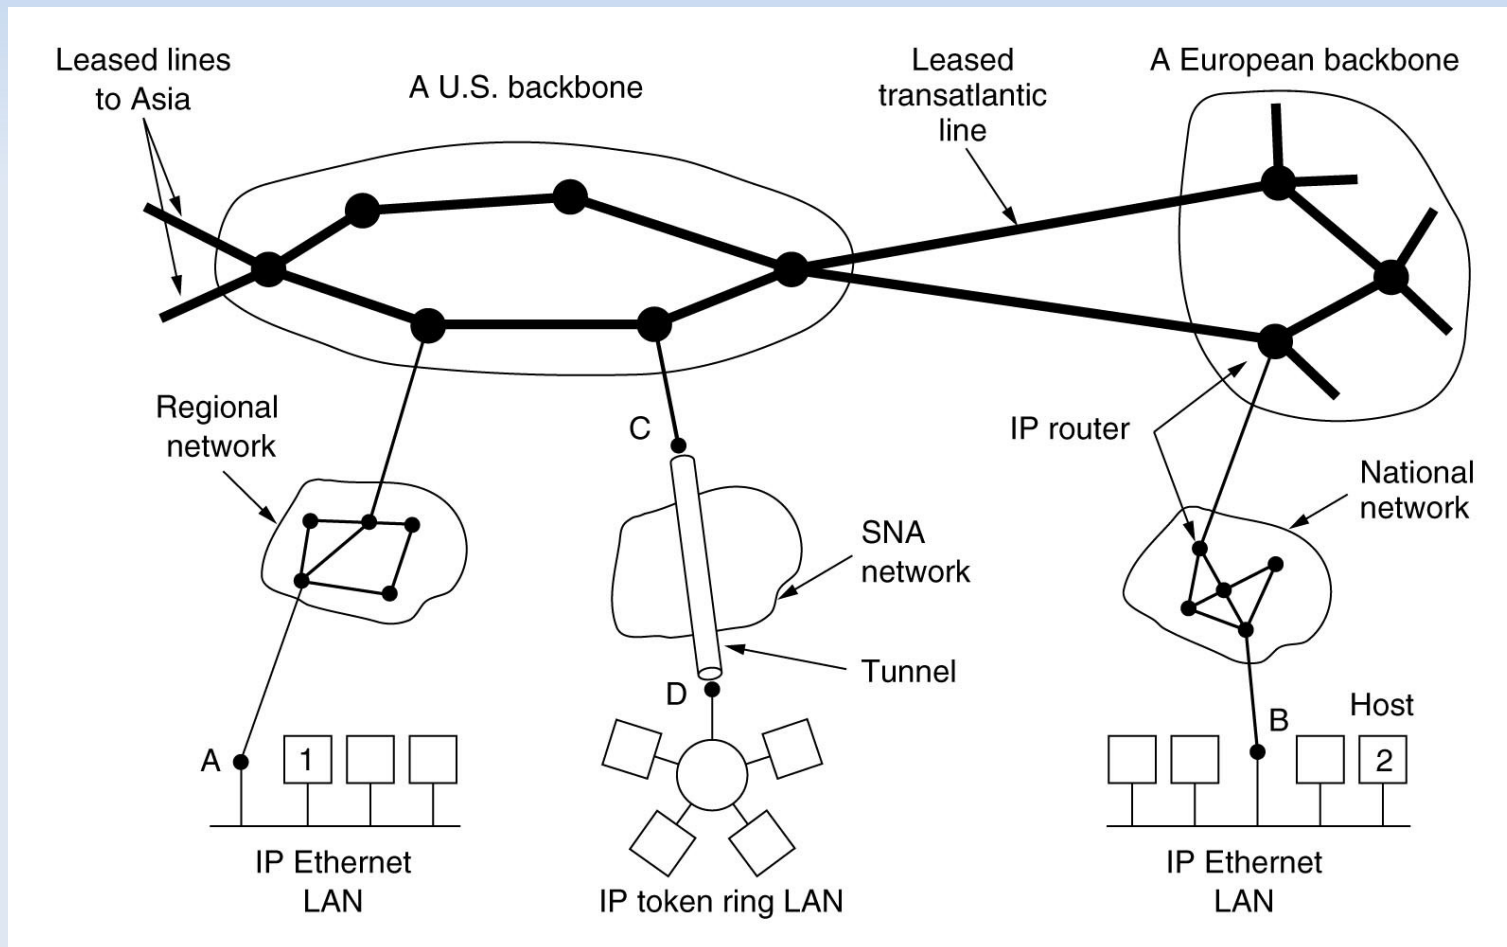 Leased lines
to Asia
A U.S. backbone
Leased
transatlantic
line
A European backbone
Regional
network
C
IP router
National
network
SNA
network
Tunnel
D
A
1
B
Host
2
IP Ethernet
LAN
IP token ring LAN
IP Ethernet
LAN